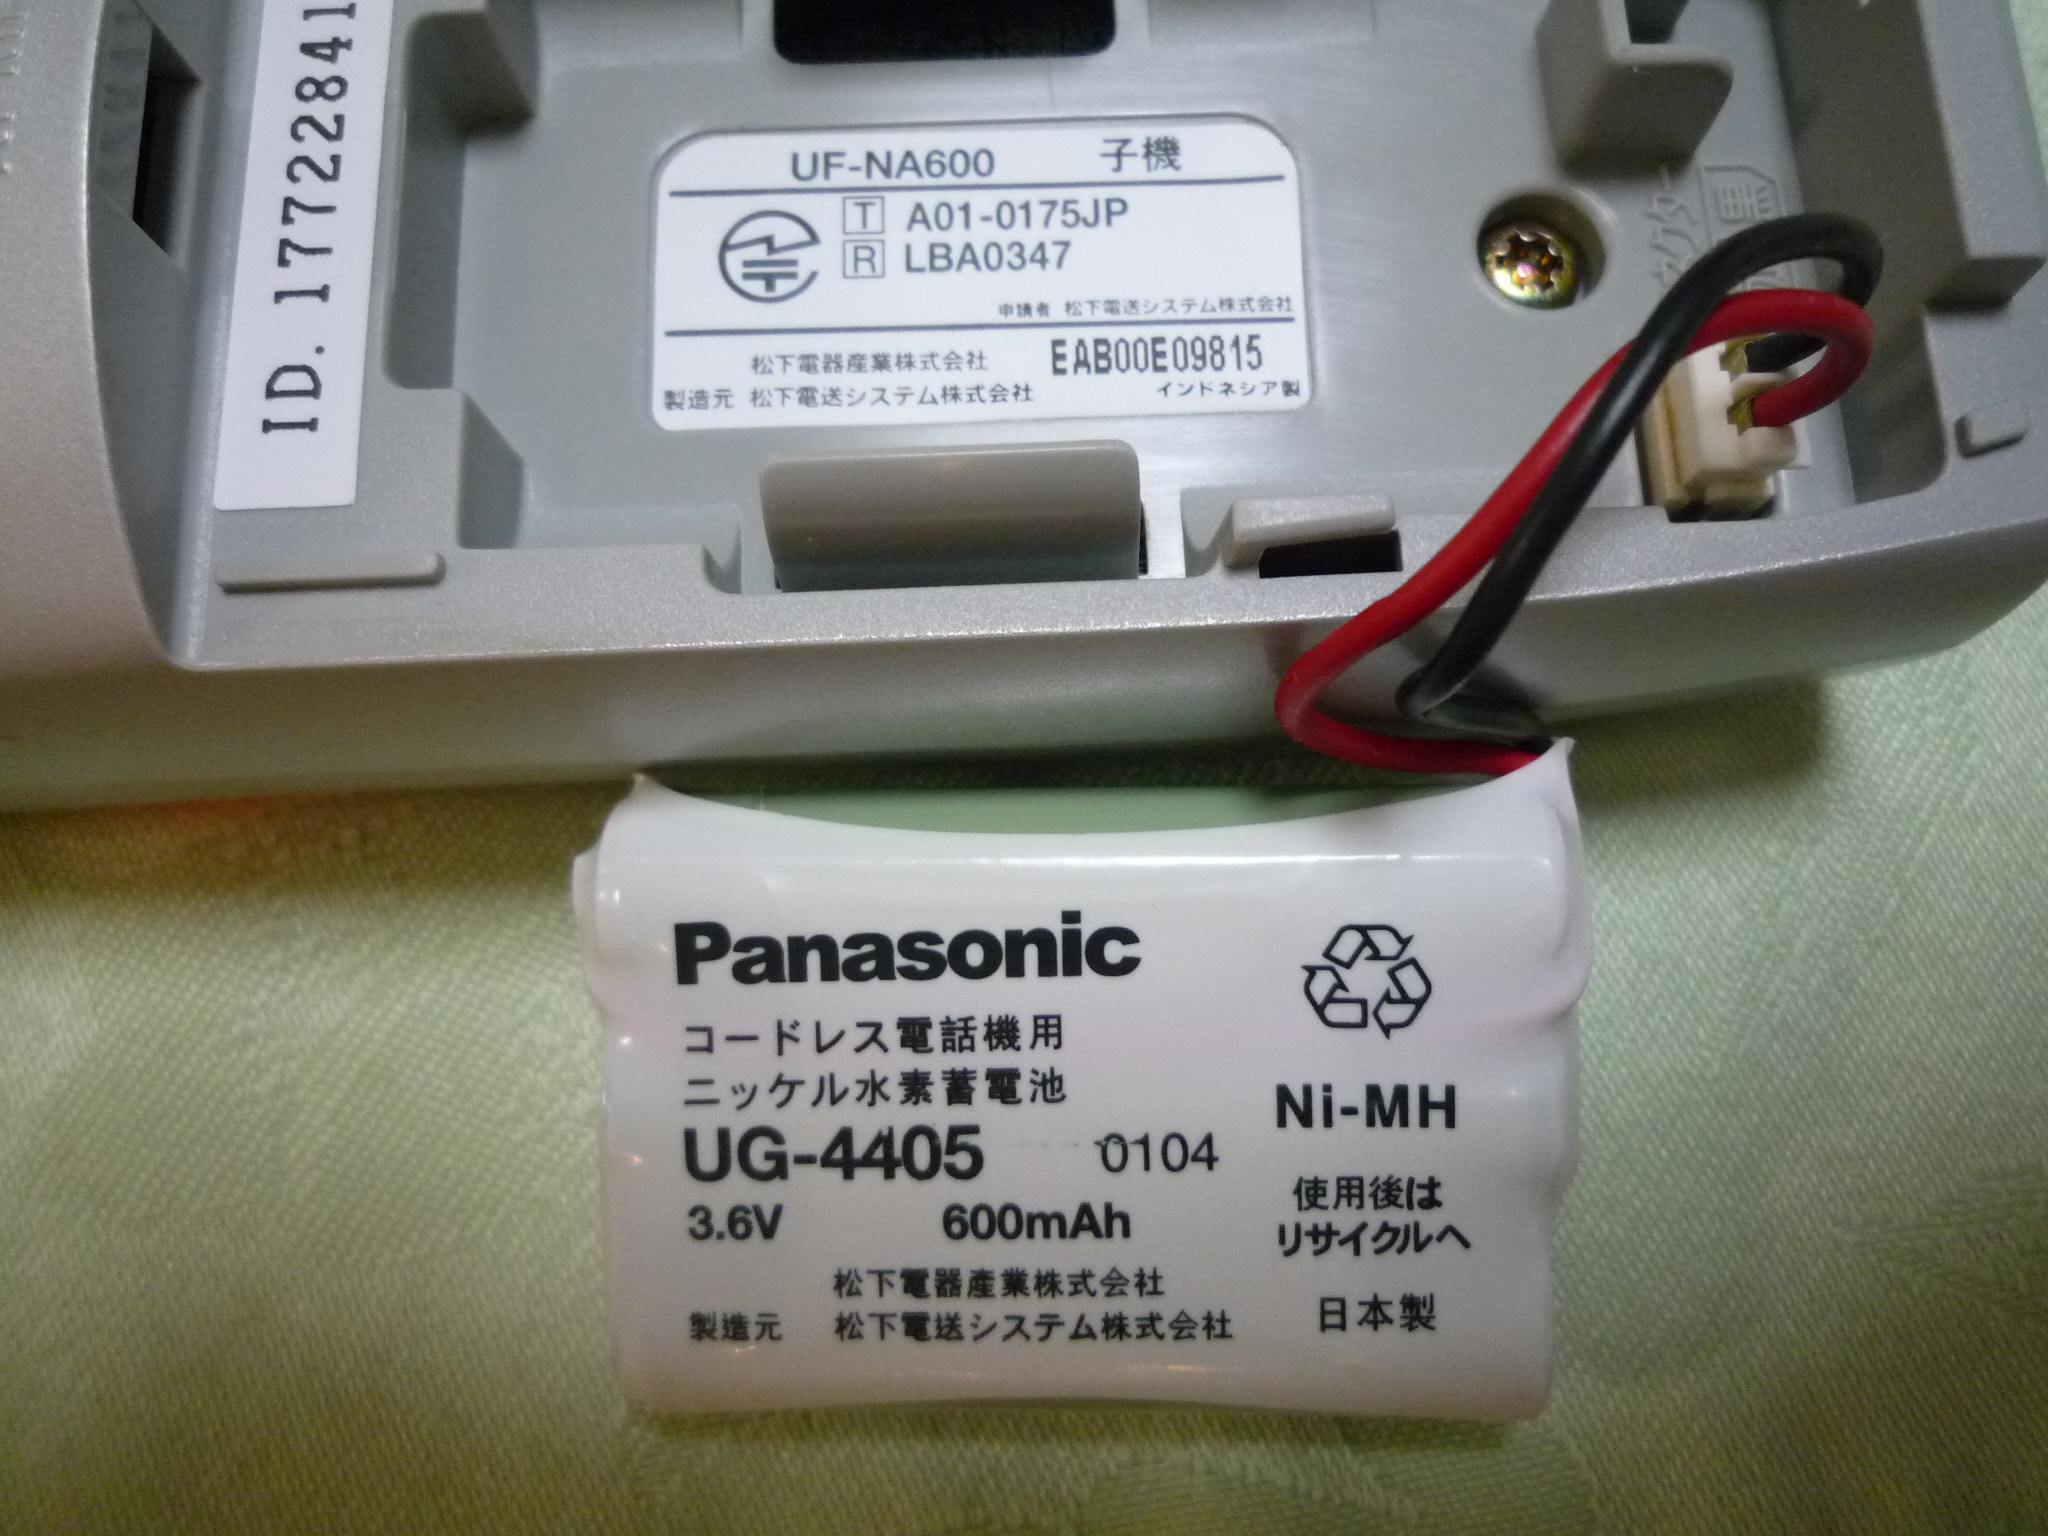 ID. 17722841
UF-NA600 子機
T A01-0175JP
R LBA0347
申請者 松下電送システム株式会社
松下電器産業株式会社 EAB00E09815
製造元 松下電送システム株式会社 インドネシア製
黒
Panasonic
コードレス電話機用
ニッケル水素蓄電池
UG-4405 0104
3.6V 600mAh
松下電器産業株式会社
製造元 松下電送システム株式会社
Ni-MH
使用後は
リサイクルへ
日本製